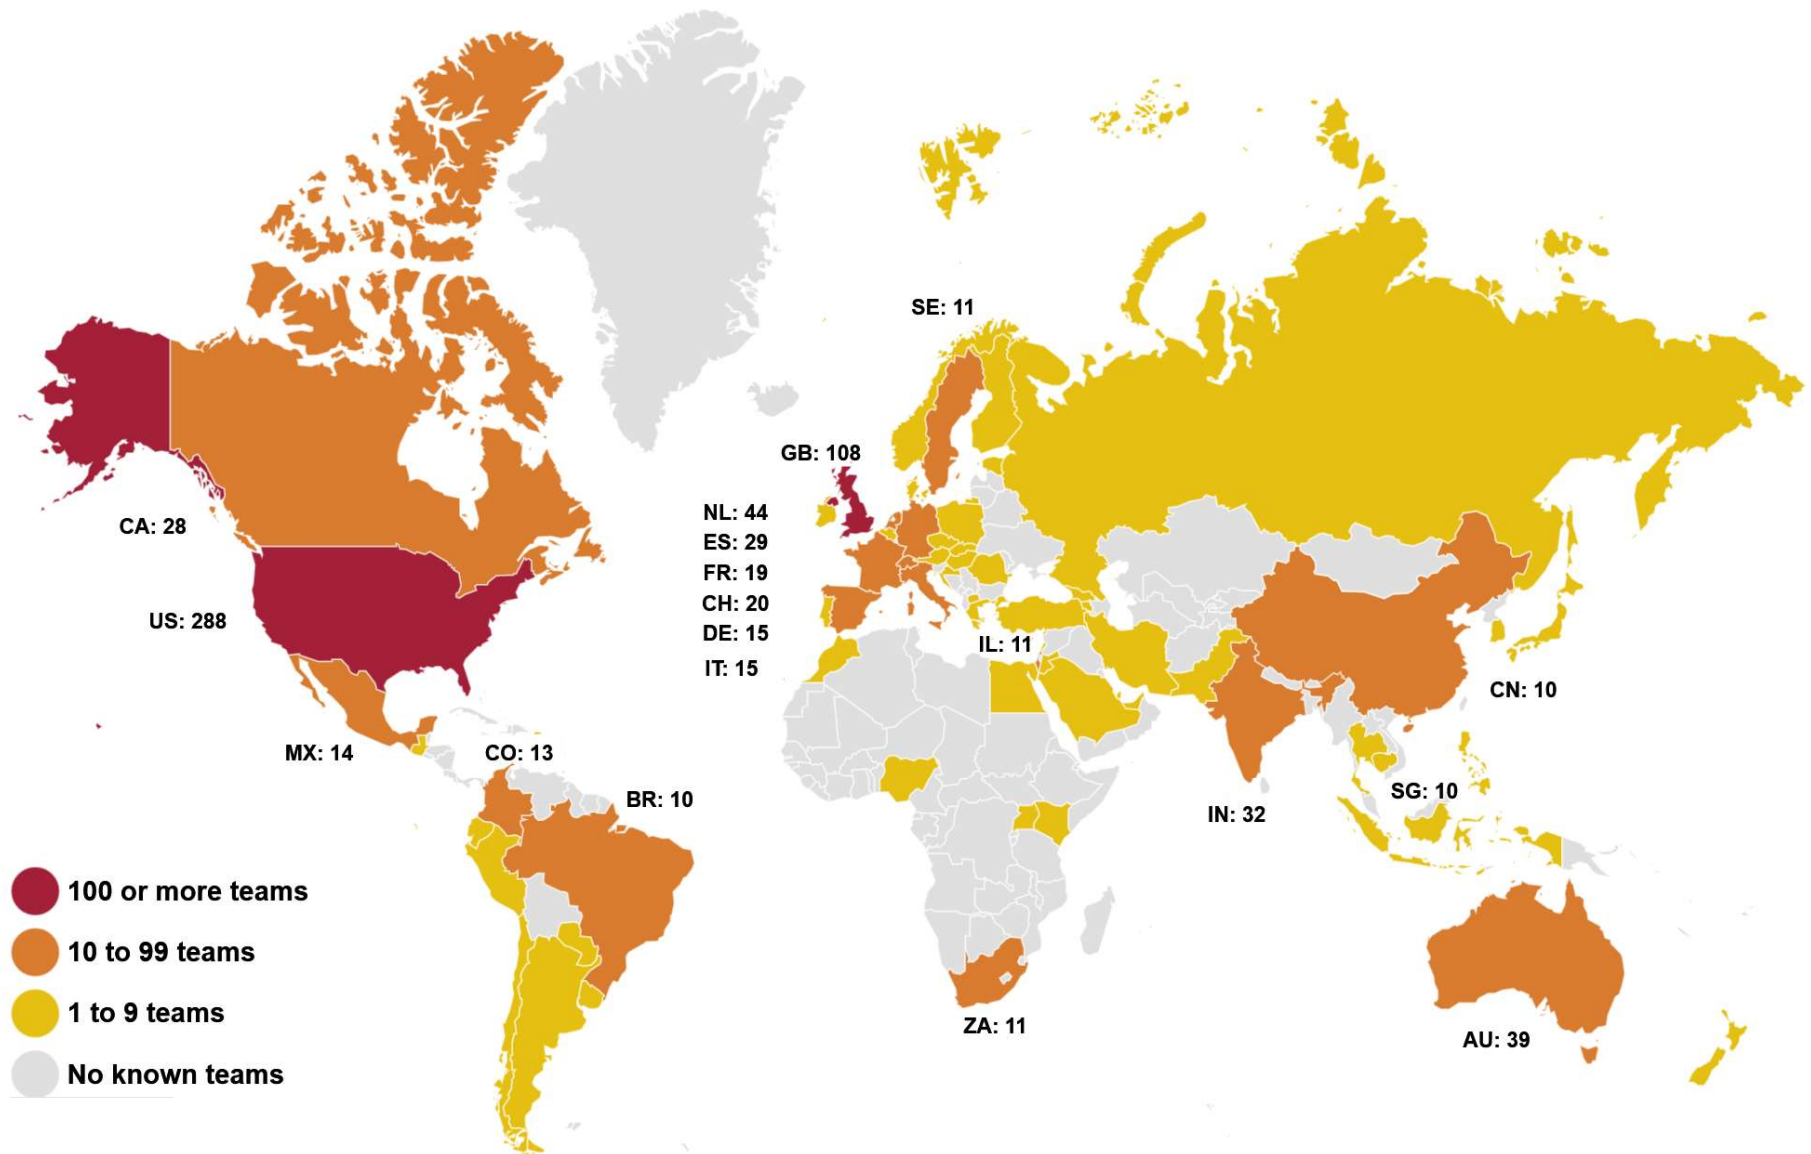 SE: 11
GB: 108
NL: 44
ES: 29
FR: 19
CH: 20
DE: 15
IT: 15
CA: 28
US: 288
IL: 11
CN: 10
MX: 14
CO: 13
BR: 10
SG: 10
IN: 32
ZA: 11
AU: 39
100 or more teams
10 to 99 teams
1 to 9 teams
No known teams